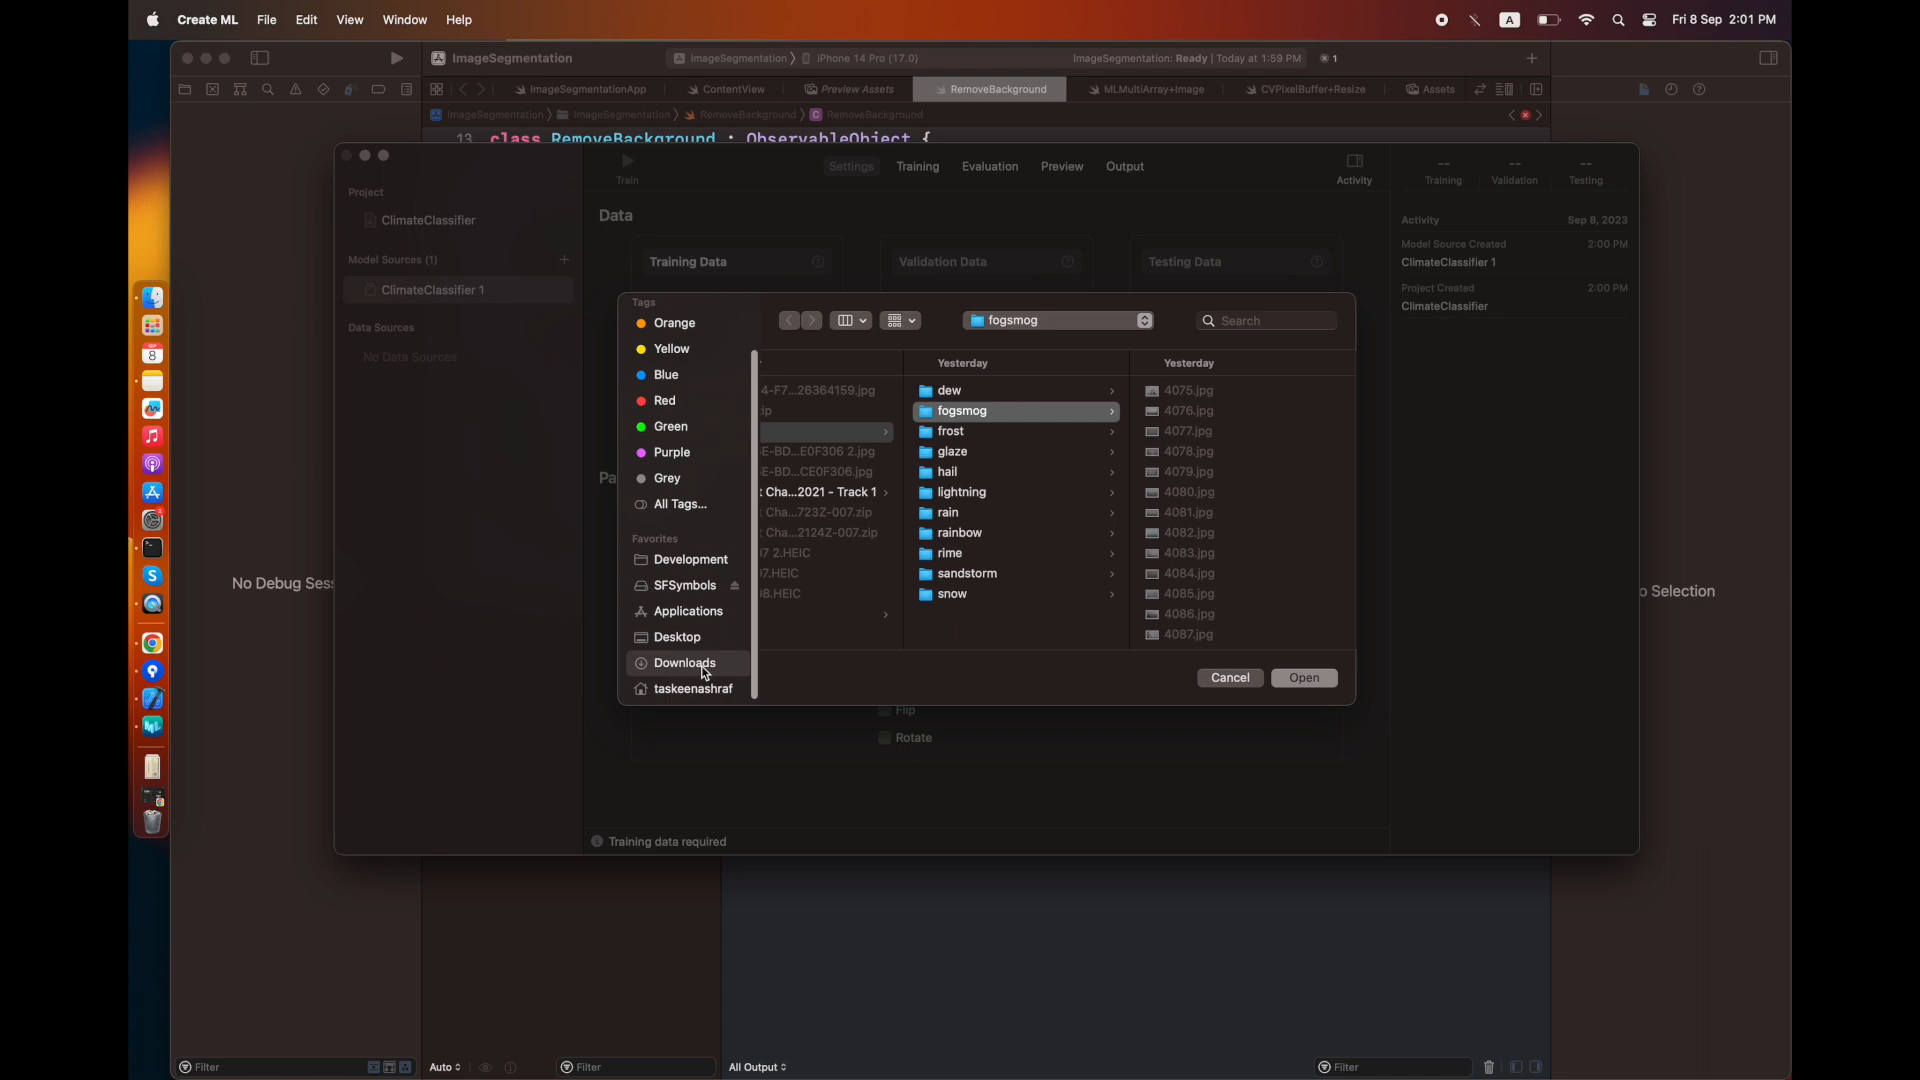 Create ML File Edit View Window Help
A Fri 8 Sep 2:01 PM
ImageSegmentation
ImageSegmentation iPhone 14 Pro (17.0)
ImageSegmentation: Ready | Today at 1:59 PM
1
ImageSegmentationApp
ContentView
Preview Assets
RemoveBackground
MLMultiArray+Image
CVPixelBuffer+Resize
Assets
ImageSegmentation
ImageSegmentation
RemoveBackground
RemoveBackground
13 class RemoveBackground : ObservableObject {
No Debug Sess
o Selection
Project
ClimateClassifier
Model Sources (1)
ClimateClassifier 1
Data Sources
No Data Sources
Train
Settings
Training
Evaluation
Preview
Output
Activity
Data
Training Data
Validation Data
Testing Data
Pa
-- -- --
Training Validation Testing
Activity Sep 8, 2023
Model Source Created 2:00 PM
ClimateClassifier 1
Project Created 2:00 PM
ClimateClassifier
Tags
Orange
Yellow
Blue
Red
Green
Purple
Grey
All Tags...
Favorites
Development
SFSymbols
Applications
Desktop
Downloads
taskeenashraf
fogsmog
Search
4-F7...26364159.jpg
ip
E-BD...E0F306 2.jpg
E-BD...CE0F306.jpg
t Cha...2021 - Track 1
t Cha...723Z-007.zip
t Cha...2124Z-007.zip
7 2.HEIC
7.HEIC
8.HEIC
Yesterday
dew
fogsmog
frost
glaze
hail
lightning
rain
rainbow
rime
sandstorm
snow
Yesterday
4075.jpg
4076.jpg
4077.jpg
4078.jpg
4079.jpg
4080.jpg
4081.jpg
4082.jpg
4083.jpg
4084.jpg
4085.jpg
4086.jpg
4087.jpg
Cancel
Open
Flip
Rotate
Training data required
Filter
Auto
Filter
All Output
Filter